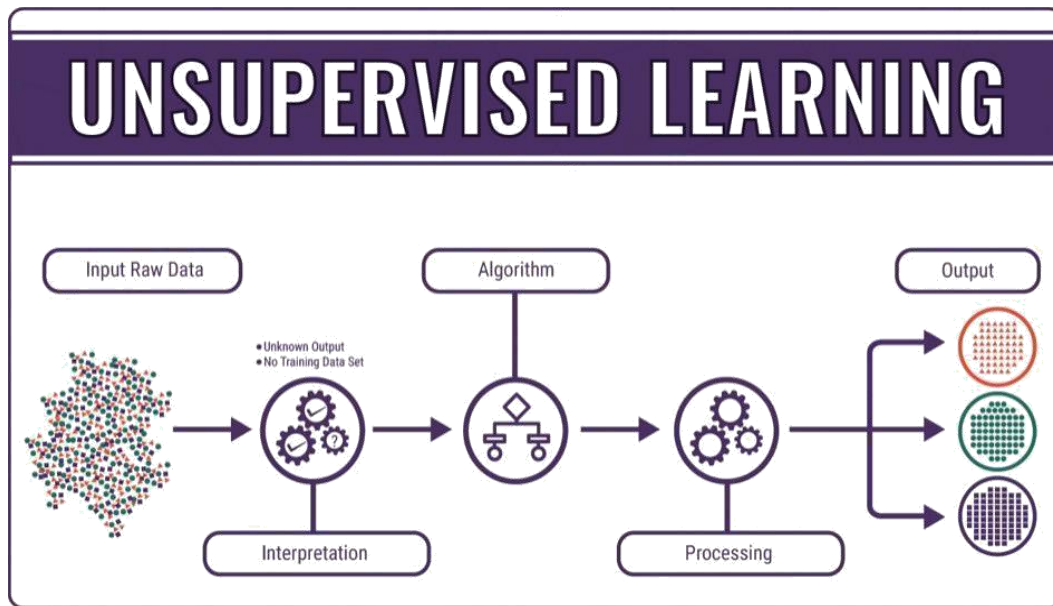 UNSUPERVISED LEARNING
Input Raw Data
Algorithm
Output
• Unknown Output
• No Training Data Set
?
Interpretation
Processing